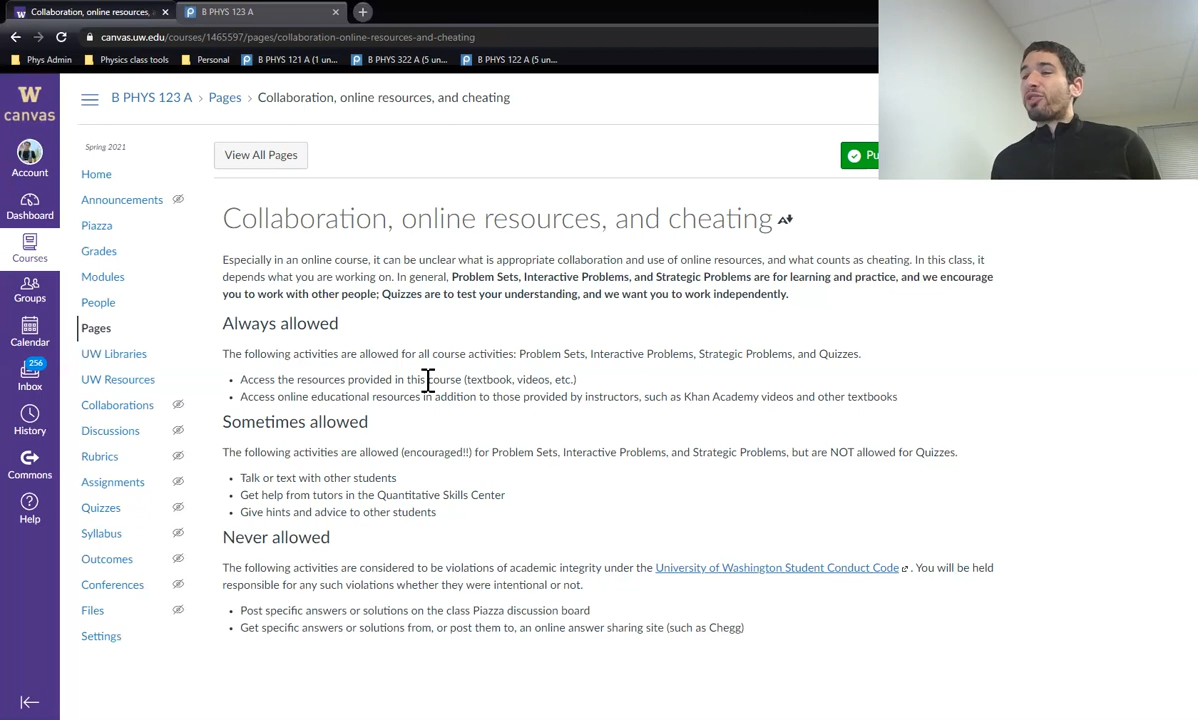 Collaboration, online resources,
B PHYS 123 A
canvas.uw.edu/courses/1465597/pages/collaboration-online-resources-and-cheating
Phys Admin
Physics class tools
Personal
B PHYS 121 A (1 un...
B PHYS 322 A (5 un...
B PHYS 122 A (5 un...
W
canvas
Account
Dashboard
Courses
Groups
Calendar
256
Inbox
History
Commons
Help
B PHYS 123 A > Pages > Collaboration, online resources, and cheating
Spring 2021
Home
Announcements
Piazza
Grades
Modules
People
Pages
UW Libraries
UW Resources
Collaborations
Discussions
Rubrics
Assignments
Quizzes
Syllabus
Outcomes
Conferences
Files
Settings
View All Pages
Pu
Collaboration, online resources, and cheating
Especially in an online course, it can be unclear what is appropriate collaboration and use of online resources, and what counts as cheating. In this class, it
depends what you are working on. In general, Problem Sets, Interactive Problems, and Strategic Problems are for learning and practice, and we encourage
you to work with other people; Quizzes are to test your understanding, and we want you to work independently.
Always allowed
The following activities are allowed for all course activities: Problem Sets, Interactive Problems, Strategic Problems, and Quizzes.
• Access the resources provided in this course (textbook, videos, etc.)
• Access online educational resources in addition to those provided by instructors, such as Khan Academy videos and other textbooks
Sometimes allowed
The following activities are allowed (encouraged!!) for Problem Sets, Interactive Problems, and Strategic Problems, but are NOT allowed for Quizzes.
• Talk or text with other students
• Get help from tutors in the Quantitative Skills Center
• Give hints and advice to other students
Never allowed
The following activities are considered to be violations of academic integrity under the University of Washington Student Conduct Code. You will be held
responsible for any such violations whether they were intentional or not.
• Post specific answers or solutions on the class Piazza discussion board
• Get specific answers or solutions from, or post them to, an online answer sharing site (such as Chegg)